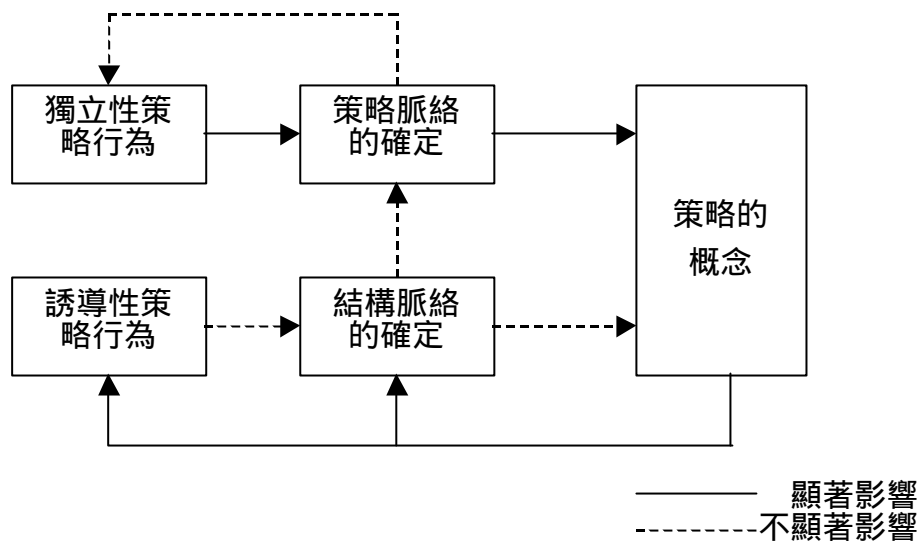 獨立性策
略行為
策略脈絡
的確定
策略的
概念
誘導性策
略行為
結構脈絡
的確定
顯著影響
不顯著影響